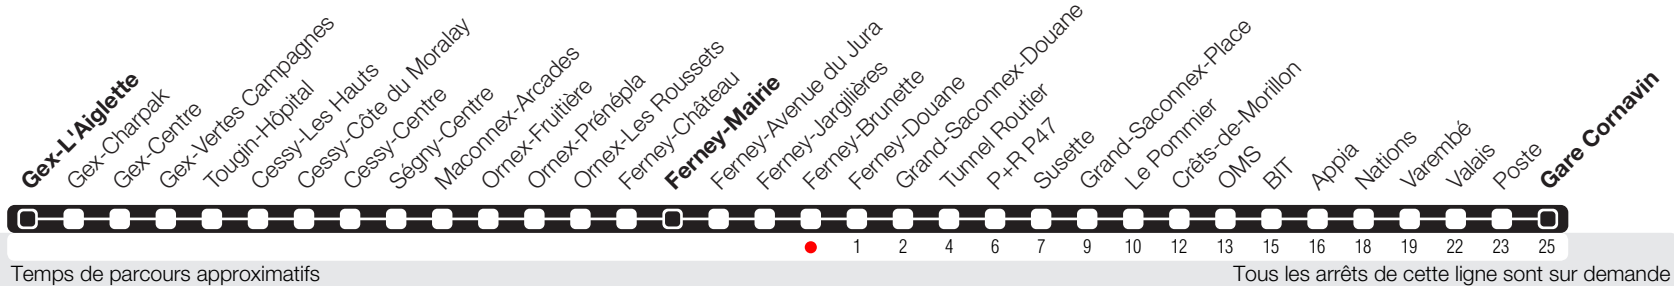 Gex-L'Aiglette
Gex-Charpak
Gex-Centre
Gex-Vertes Campagnes
Tougin-Hôpital
Cessy-Les Hauts
Cessy-Côte du Moralay
Cessy-Centre
Ségny-Centre
Maconnex-Arcades
Ornex-Fruitière
Ornex-Prénépla
Ornex-Les Roussets
Ferney-Château
Ferney-Mairie
Ferney-Avenue du Jura
Ferney-Jargilières
Ferney-Brunette
Ferney-Douane
Grand-Saconnex-Douane
Tunnel Routier
P+R P47
Susette
Grand-Saconnex-Place
Le Pommier
Crêts-de-Morillon
OMS
BIT
Appia
Nations
Varembé
Valais
Poste
Gare Cornavin
1 2 4 6 7 9 10 12 13 15 16 18 19 22 23 25
Temps de parcours approximatifs
Tous les arrêts de cette ligne sont sur demande